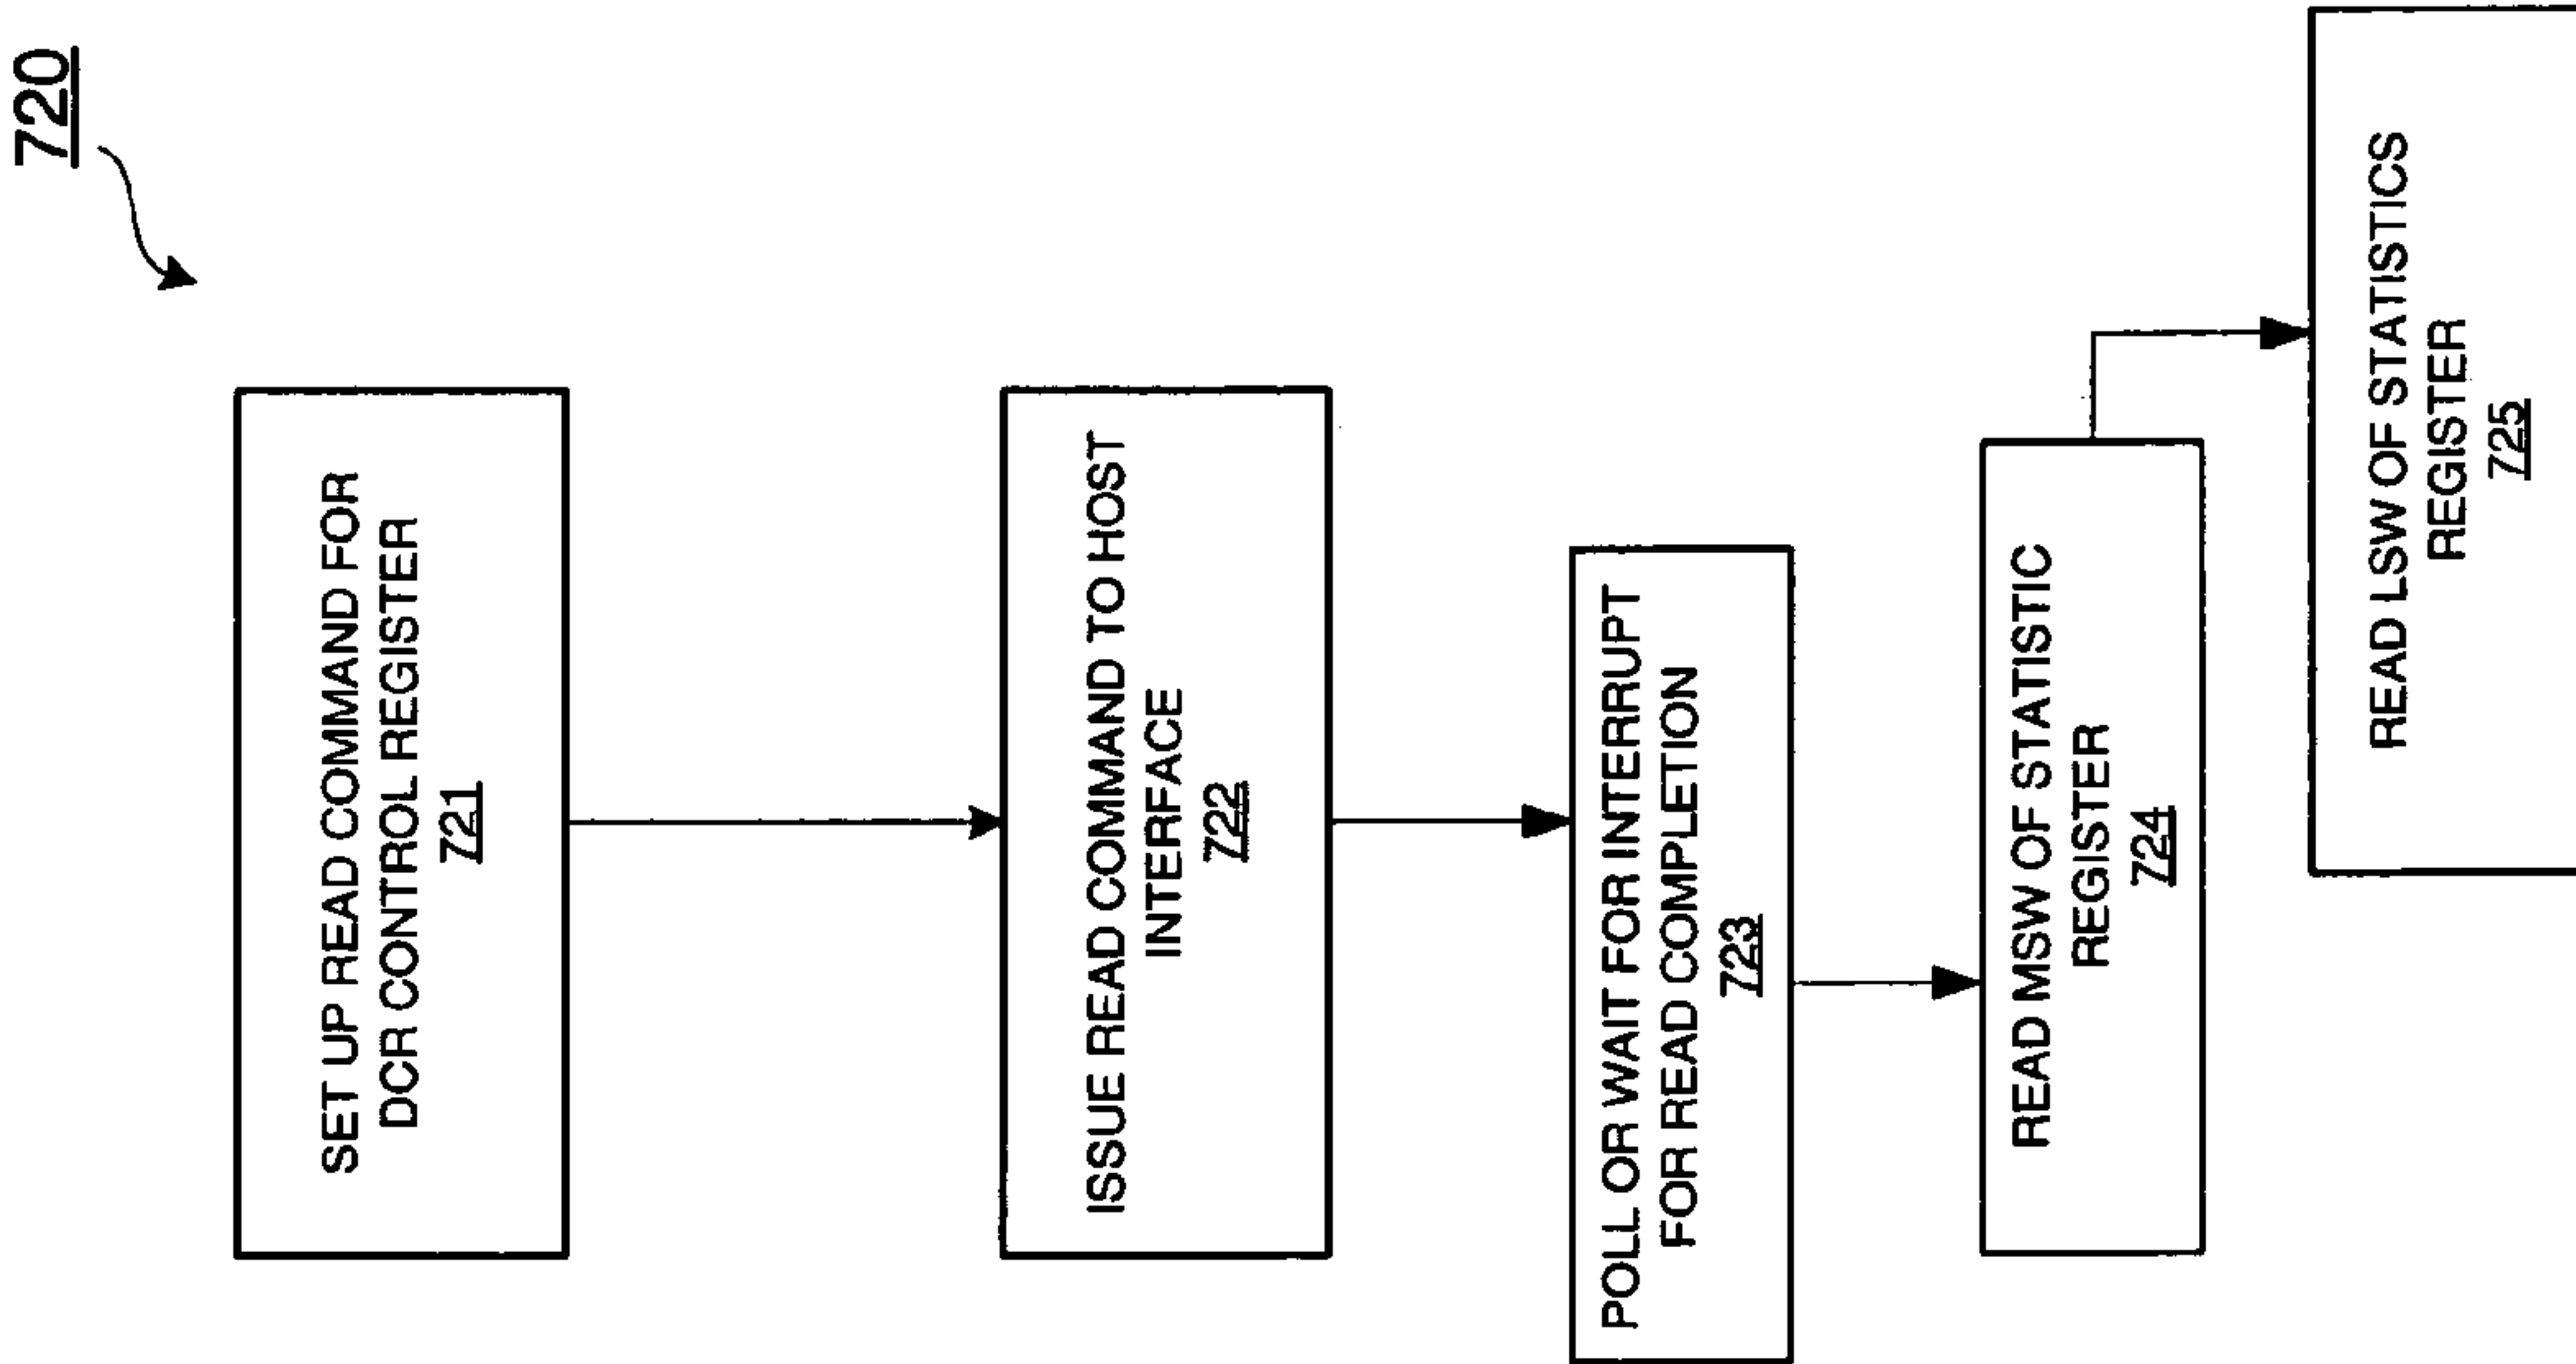 720
SET UP READ COMMAND FOR
DCR CONTROL REGISTER
721
ISSUE READ COMMAND TO HOST
INTERFACE
722
POLL OR WAIT FOR INTERRUPT
FOR READ COMPLETION
723
READ MSW OF STATISTIC
REGISTER
724
READ LSW OF STATISTICS
REGISTER
725